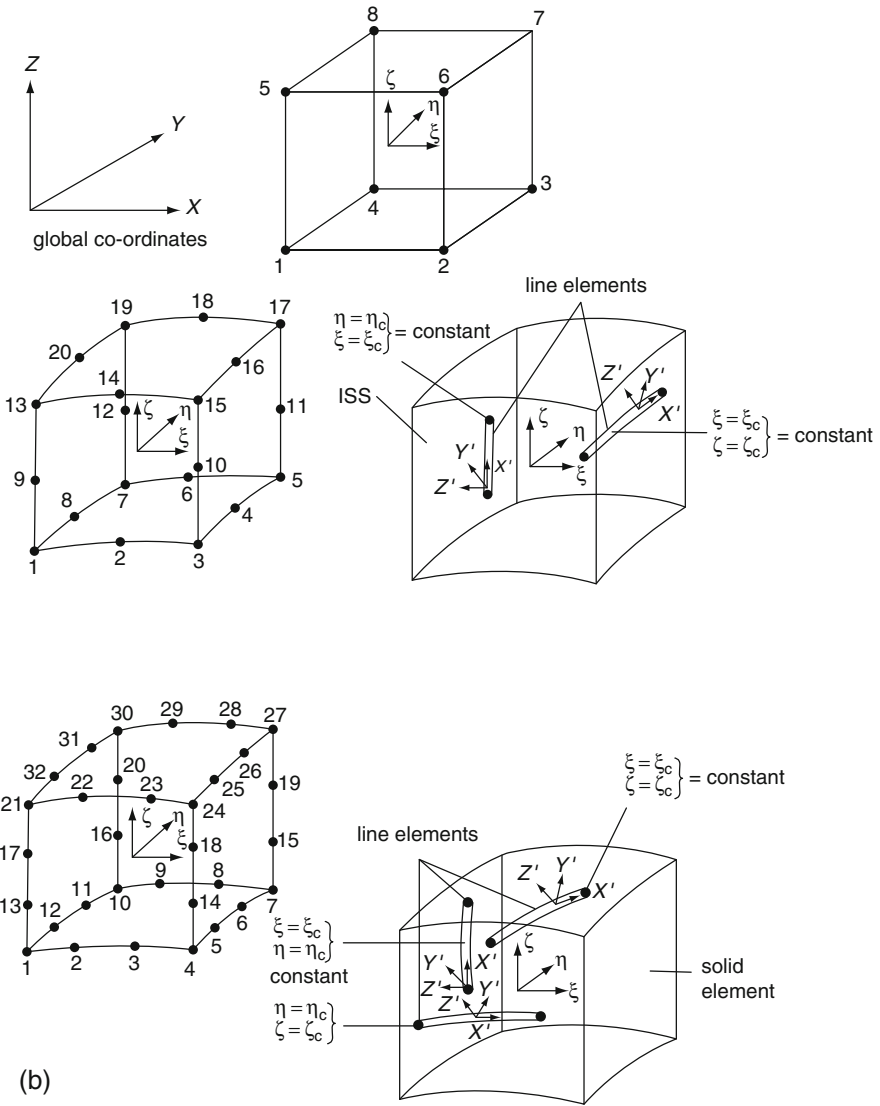 Z
Y
X
global co-ordinates
8
7
5
6
ζ
η
ξ
4
3
1
2
19
18
17
20
16
14
13
12
15
11
ζ
η
ξ
9
10
8
7
6
5
4
1
2
3
line elements
η = ηc
ξ = ξc } = constant
ISS
Z' Y'
X'
ζ
η
ξ
ξ = ξc
ζ = ζc } = constant
Y' X'
Z'
30
29
28
27
31
32
22
20
23
25
26
19
21
24
ζ
η
ξ
17
16
18
15
13
12
11
10
9
8
7
14
6
5
1
2
3
4
ξ = ξc
ζ = ζc } = constant
line elements
Z' Y'
X'
ξ = ξc
η = ηc }
constant
ζ
η
ξ
Y' X'
Z' Z' Y'
X'
η = ηc
ζ = ζc }
solid
element
(b)